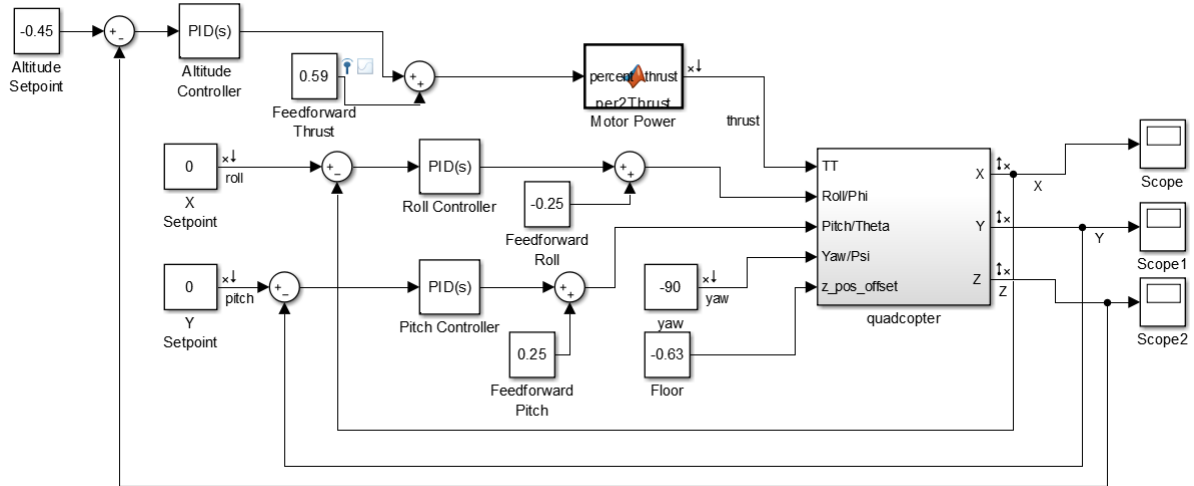 -0.45
+
−
PID(s)
Altitude
Setpoint
Altitude
Controller
0.59
+
+
Feedforward
Thrust
percent_thrust
per2Thrust
Motor Power
thrust
0
roll
X
Setpoint
+
−
PID(s)
Roll Controller
+
+
-0.25
Feedforward
Roll
0
pitch
Y
Setpoint
+
−
PID(s)
Pitch Controller
+
+
0.25
Feedforward
Pitch
-90
yaw
yaw
-0.63
Floor
TT
Roll/Phi
Pitch/Theta
Yaw/Psi
z_pos_offset
X
Y
Z
quadcopter
X
Y
Z
Scope
Scope1
Scope2